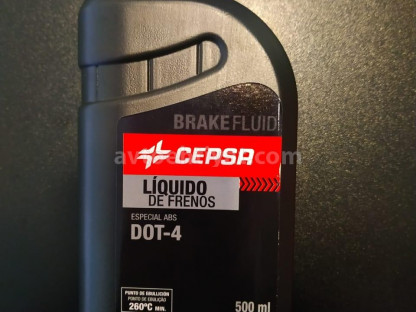 BRAKE FLUID
CEPSA
LÍQUIDO
DE FRENOS
ESPECIAL ABS
DOT-4
PUNTO DE EBULLICIÓN
PONTO DE EBULIÇÃO
260ºC MIN.
500 ml